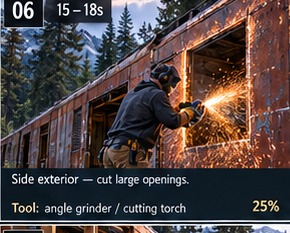 06
15 – 18s
Side exterior — cut large openings.
Tool: angle grinder / cutting torch
25%